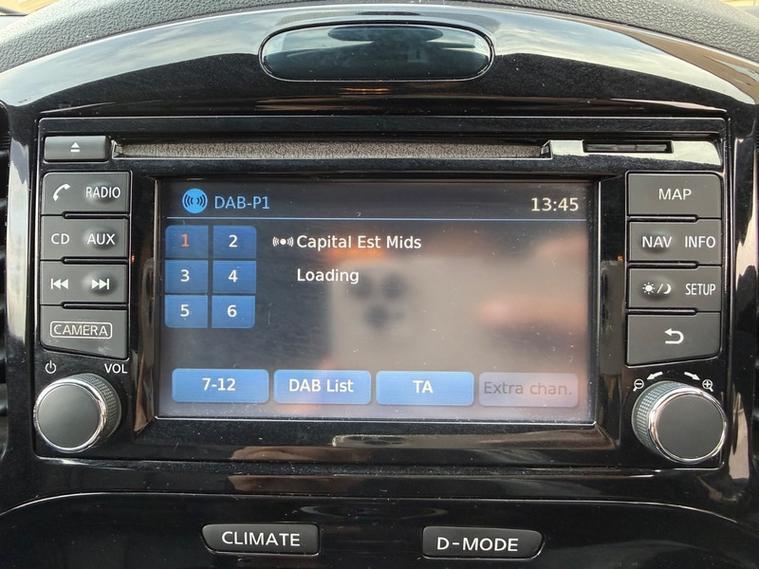 DAB-P1 13:45
RADIO
CD AUX
CAMERA
VOL
1 2
3 4
5 6
Capital Est Mids
Loading
7-12 DAB List TA Extra chan.
MAP
NAV INFO
SETUP
CLIMATE D-MODE